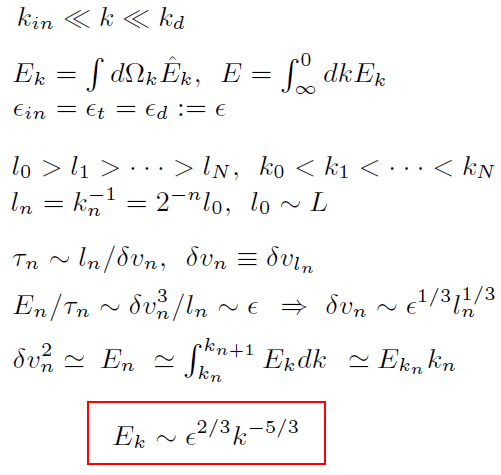 k_{in} ≪ k ≪ k_d
E_k = ∫ dΩ_k Ê_k, E = ∫_∞^0 dk E_k
ϵ_{in} = ϵ_t = ϵ_d := ϵ
l_0 > l_1 > ⋯ > l_N, k_0 < k_1 < ⋯ < k_N
l_n = k_n^{-1} = 2^{-n} l_0, l_0 ∼ L
τ_n ∼ l_n/δv_n, δv_n ≡ δv_{l_n}
E_n/τ_n ∼ δv_n^3/l_n ∼ ϵ ⇒ δv_n ∼ ϵ^{1/3} l_n^{1/3}
δv_n^2 ≃ E_n ≃ ∫_{k_n}^{k_{n+1}} E_k dk ≃ E_{k_n} k_n
E_k ∼ ϵ^{2/3} k^{-5/3}